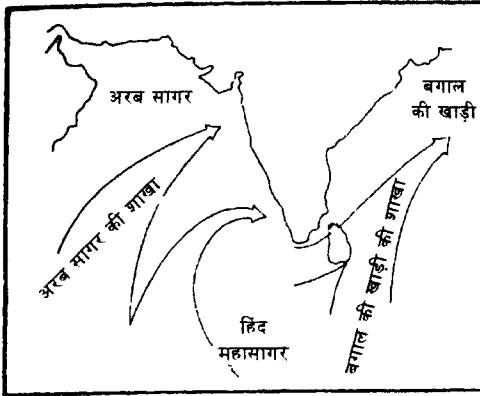 अरब सागर
बगाल
की खाड़ी
अरब सागर की शाखा
बगाल की खाड़ी की शाखा
हिंद
महासागर